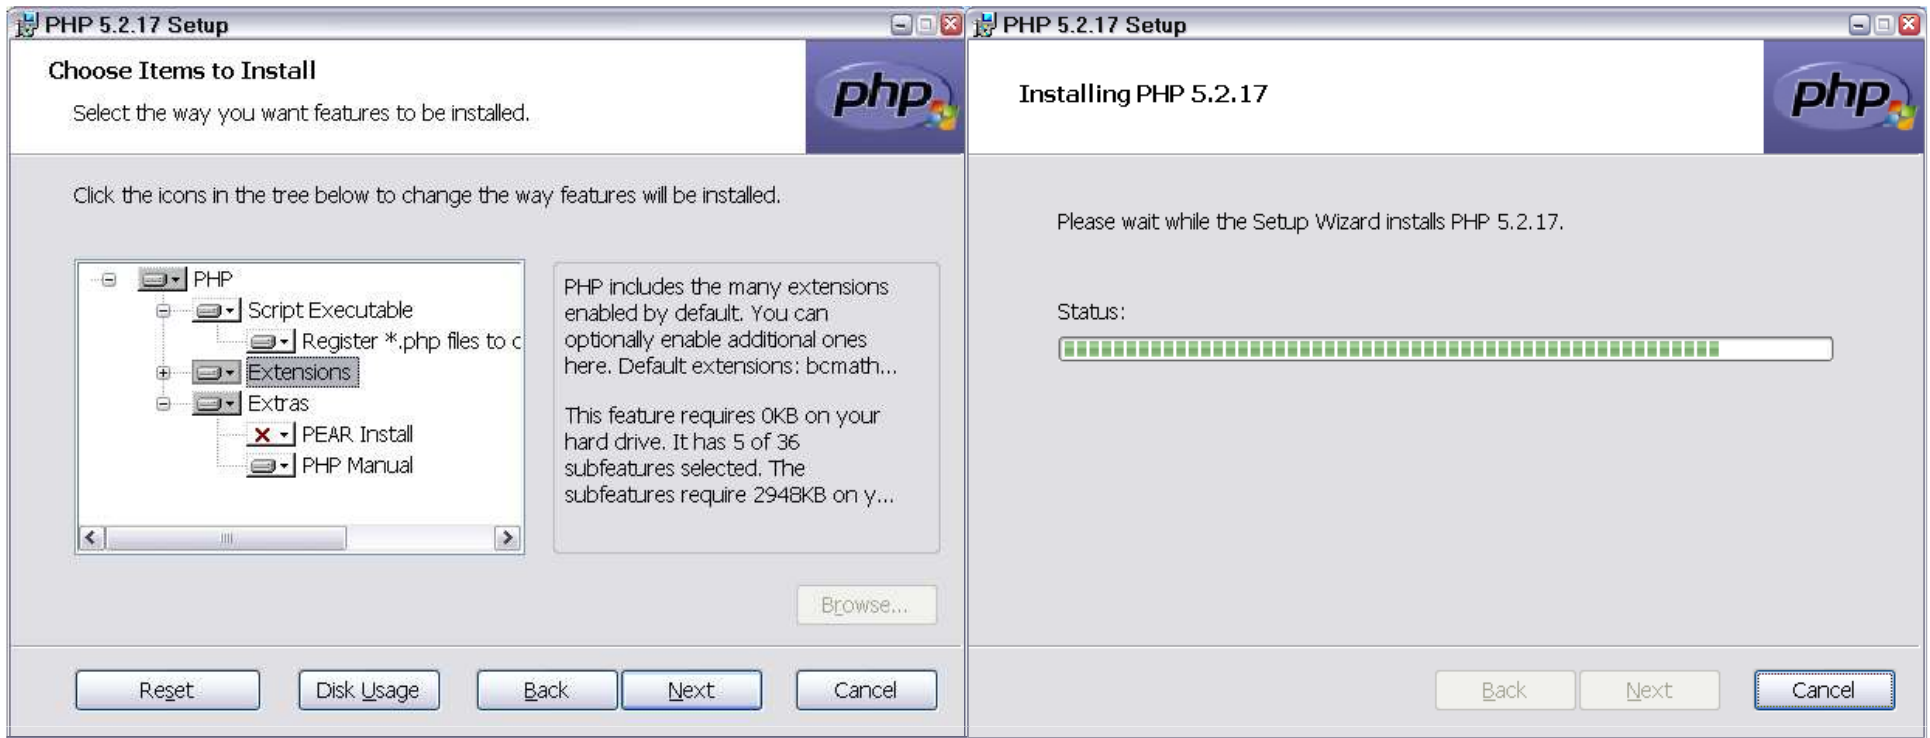 PHP 5.2.17 Setup
Choose Items to Install
Select the way you want features to be installed.
php
Click the icons in the tree below to change the way features will be installed.
PHP
Script Executable
Register *.php files to c
Extensions
Extras
PEAR Install
PHP Manual
PHP includes the many extensions
enabled by default. You can
optionally enable additional ones
here. Default extensions: bcmath...
This feature requires 0KB on your
hard drive. It has 5 of 36
subfeatures selected. The
subfeatures require 2948KB on y...
Browse...
Reset
Disk Usage
Back
Next
Cancel
PHP 5.2.17 Setup
Installing PHP 5.2.17
php
Please wait while the Setup Wizard installs PHP 5.2.17.
Status:
Back
Next
Cancel